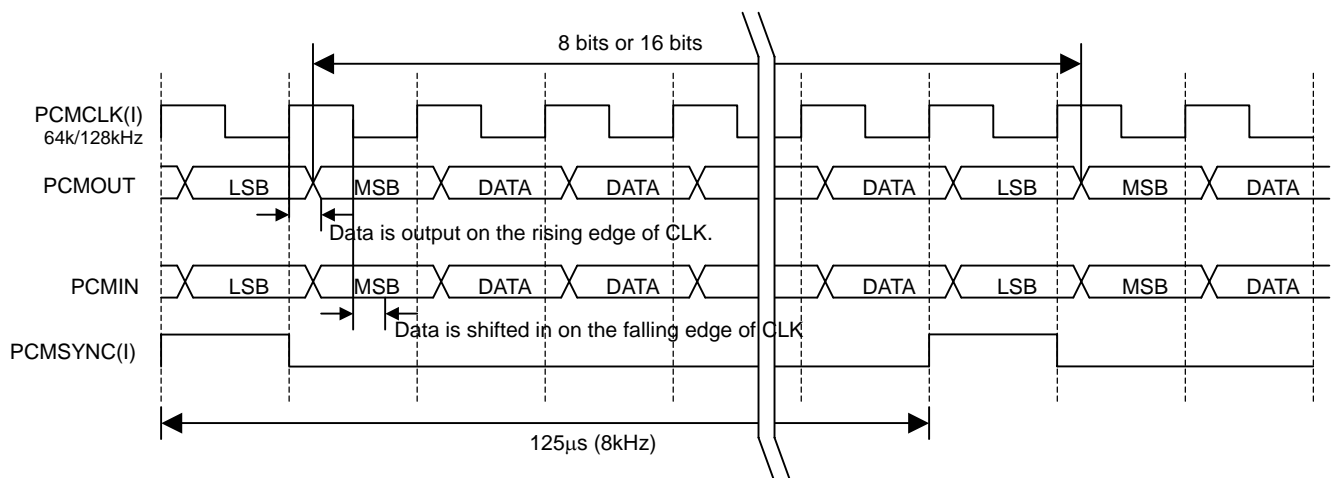 8 bits or 16 bits
PCMCLK(I)
64k/128kHz
PCMOUT LSB MSB DATA DATA DATA LSB MSB DATA
Data is output on the rising edge of CLK.
PCMIN LSB MSB DATA DATA DATA LSB MSB DATA
Data is shifted in on the falling edge of CLK
PCMSYNC(I)
125μs (8kHz)